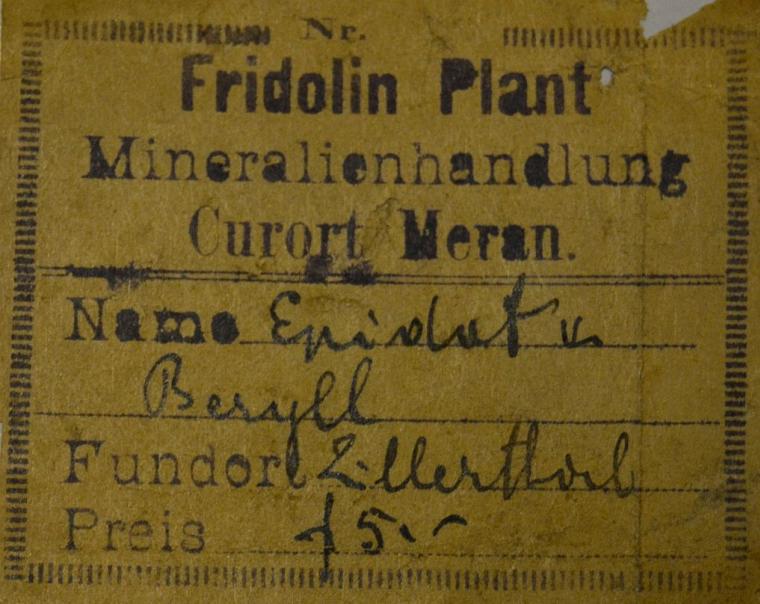 Nr.
Fridolin Plant
Mineralienhandlung
Curort Meran.
Name Epidot u
Beryll
Fundort Zillerthal
Preis f 5.--